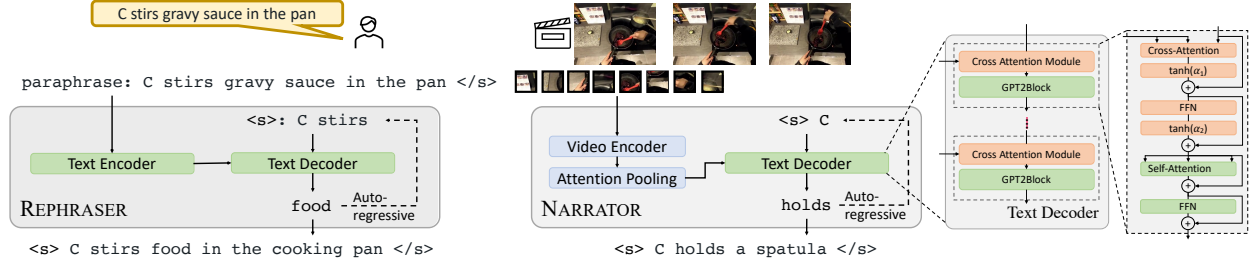 C stirs gravy sauce in the pan
paraphrase: C stirs gravy sauce in the pan </s>
<s>: C stirs
Text Encoder
Text Decoder
food
Auto-
regressive
REPHRASER
<s> C stirs food in the cooking pan </s>
<s> C
Video Encoder
Attention Pooling
Text Decoder
holds
Auto-
regressive
NARRATOR
<s> C holds a spatula </s>
Cross Attention Module
GPT2Block
Cross Attention Module
GPT2Block
Text Decoder
Cross-Attention
tanh(α₁)
+
FFN
tanh(α₂)
+
Self-Attention
+
FFN
+